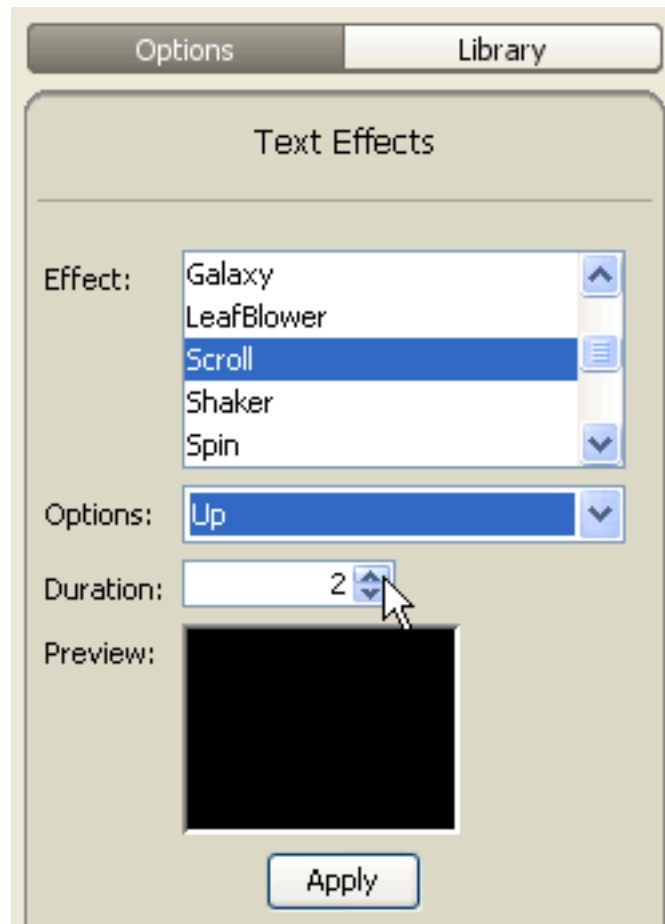 Options Library
Text Effects
Effect: Galaxy
LeafBlower
Scroll
Shaker
Spin
Options: Up
Duration: 2
Preview:
Apply